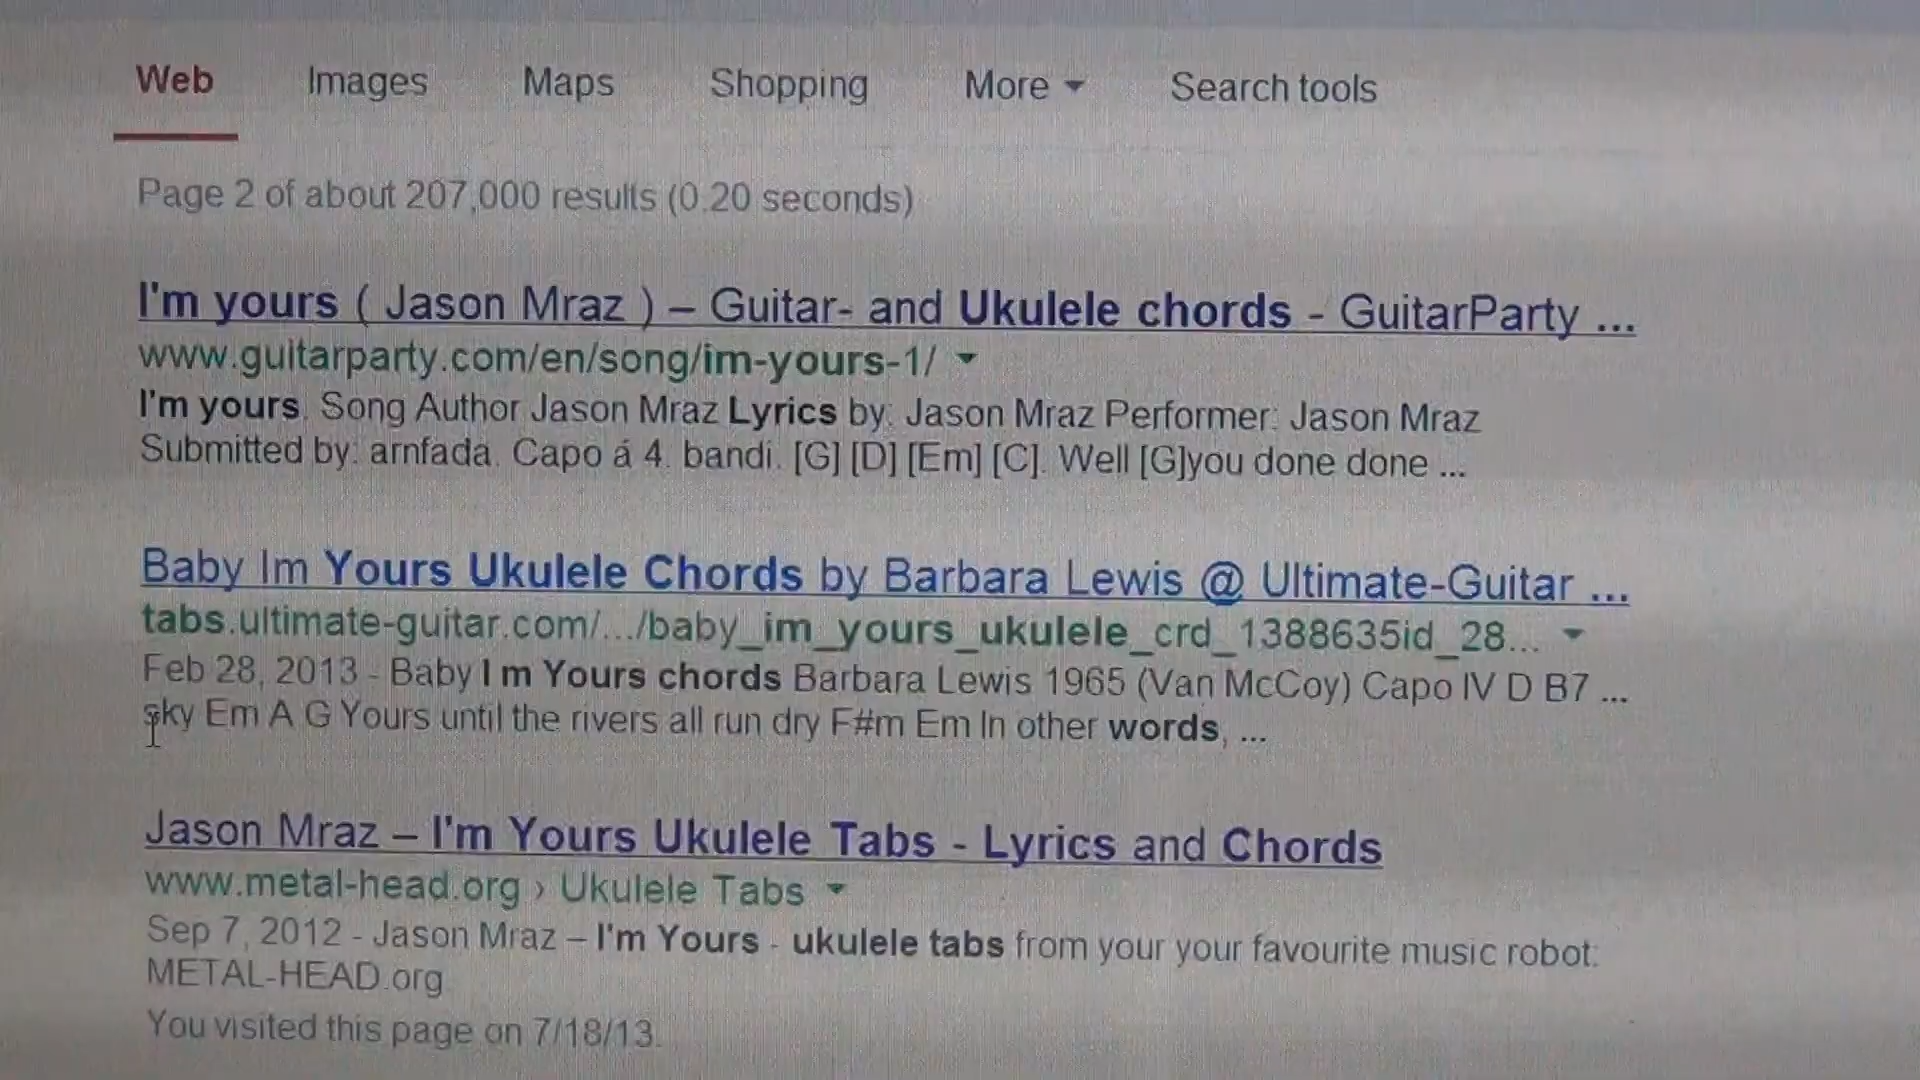 Web Images Maps Shopping More Search tools
Page 2 of about 207,000 results (0.20 seconds)
I'm yours ( Jason Mraz ) – Guitar- and Ukulele chords - GuitarParty ...
www.guitarparty.com/en/song/im-yours-1/
I'm yours. Song Author Jason Mraz Lyrics by: Jason Mraz Performer: Jason Mraz
Submitted by: arnfada. Capo á 4. bandi. [G] [D] [Em] [C]. Well [G]you done done ...
Baby Im Yours Ukulele Chords by Barbara Lewis @ Ultimate-Guitar ...
tabs.ultimate-guitar.com/.../baby_im_yours_ukulele_crd_1388635id_28...
Feb 28, 2013 - Baby I m Yours chords Barbara Lewis 1965 (Van McCoy) Capo IV D B7 ...
sky Em A G Yours until the rivers all run dry F#m Em In other words, ...
Jason Mraz – I'm Yours Ukulele Tabs - Lyrics and Chords
www.metal-head.org › Ukulele Tabs
Sep 7, 2012 - Jason Mraz – I'm Yours - ukulele tabs from your your favourite music robot:
METAL-HEAD.org.
You visited this page on 7/18/13.